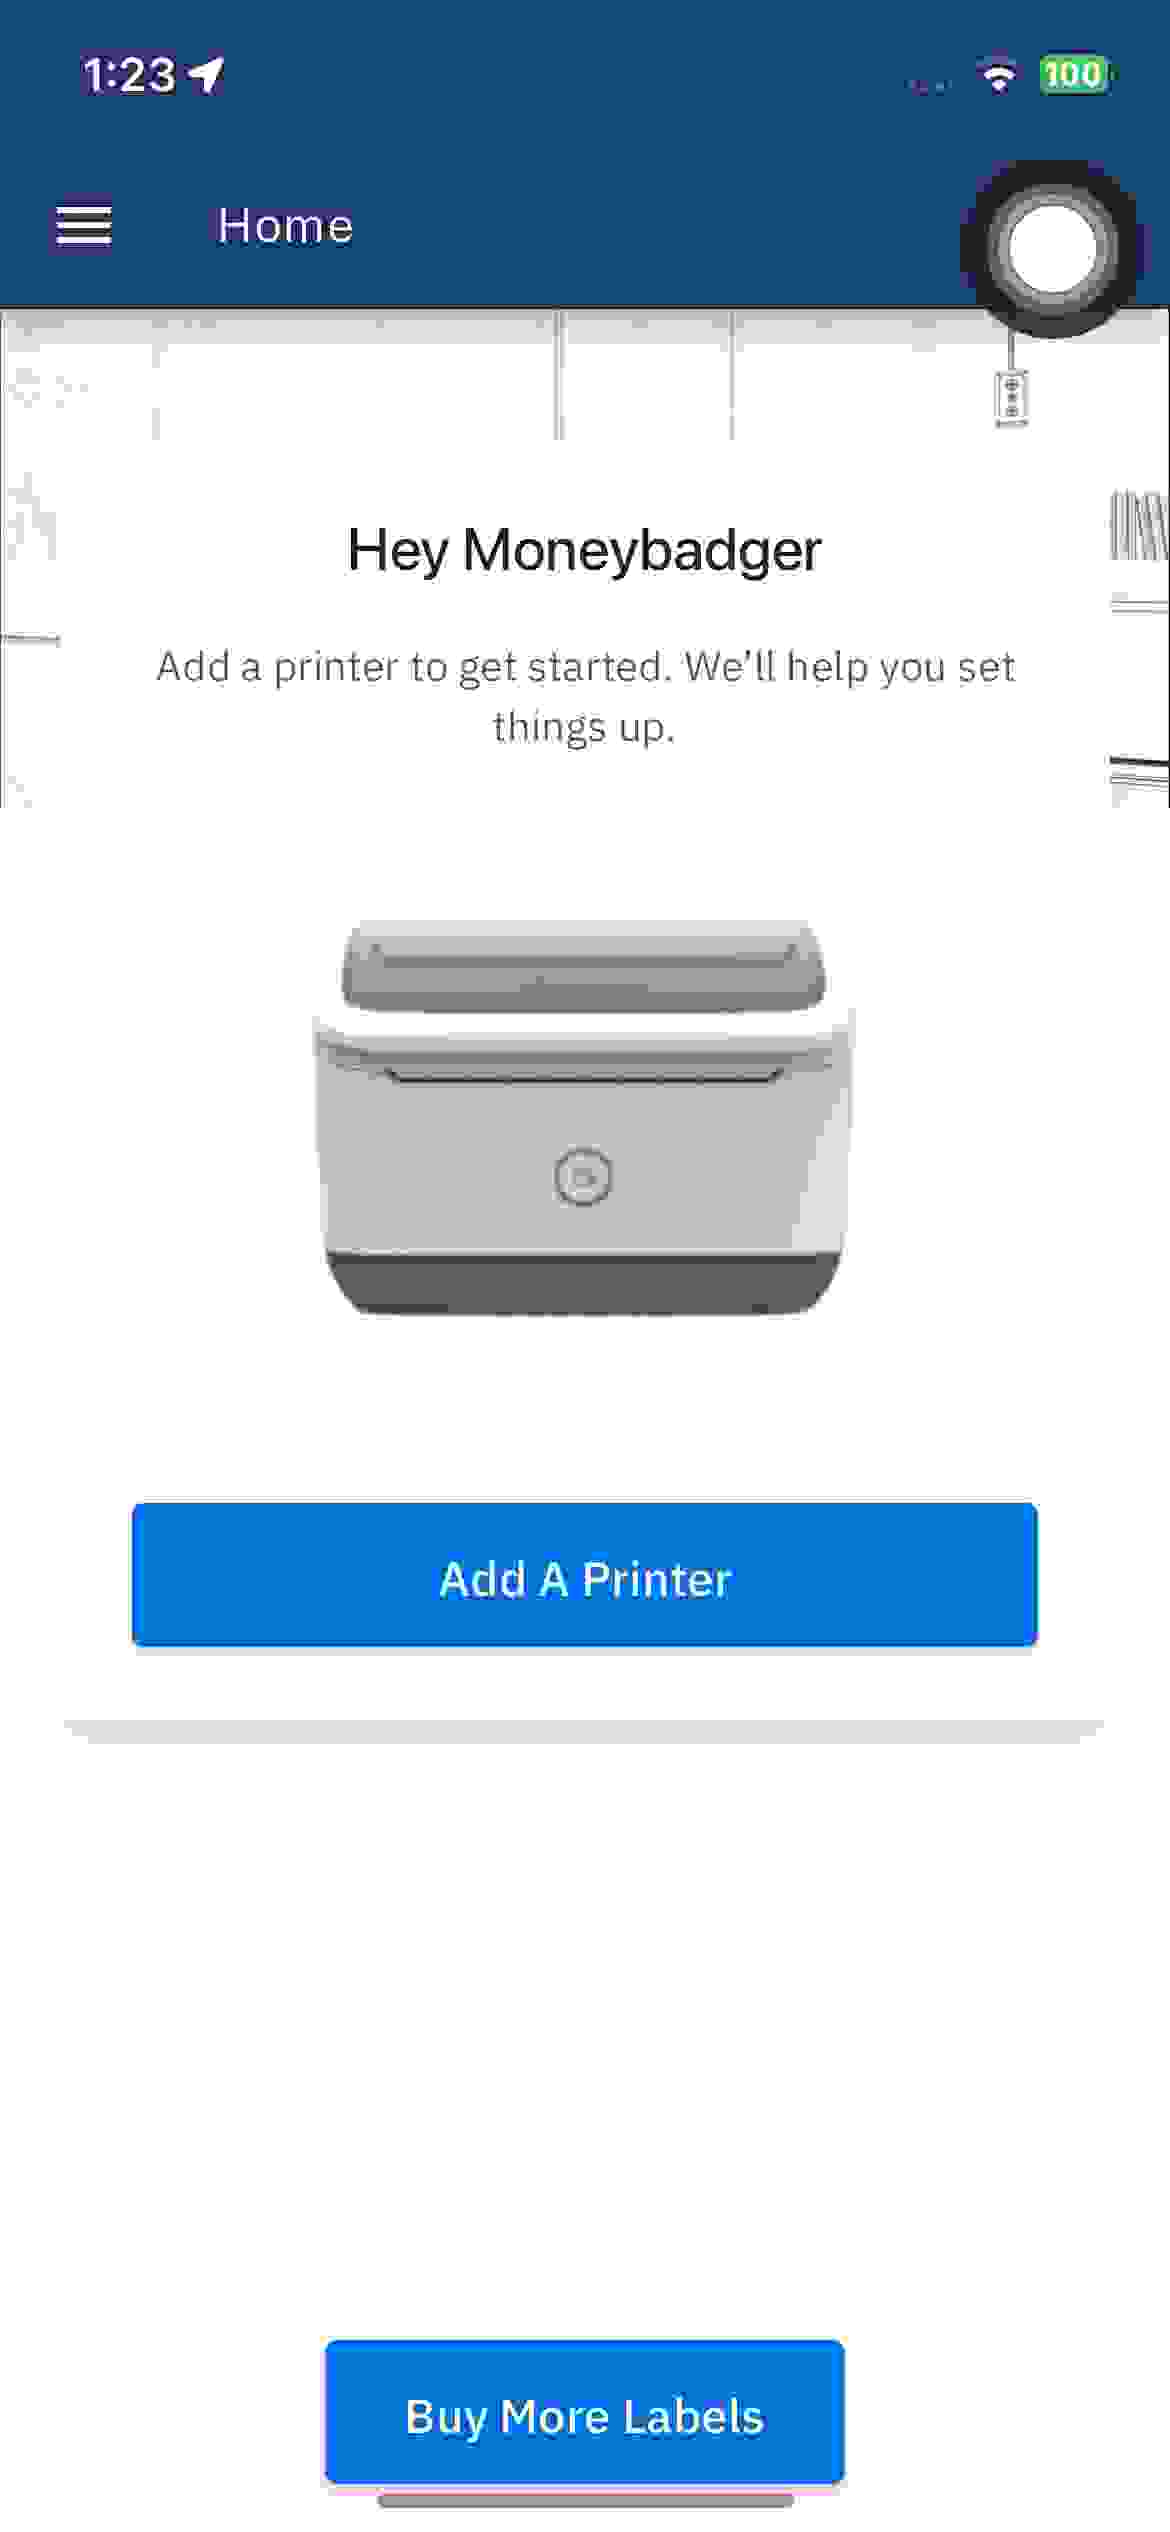 1:23
100
Home
Hey Moneybadger
Add a printer to get started. We'll help you set
things up.
Add A Printer
Buy More Labels